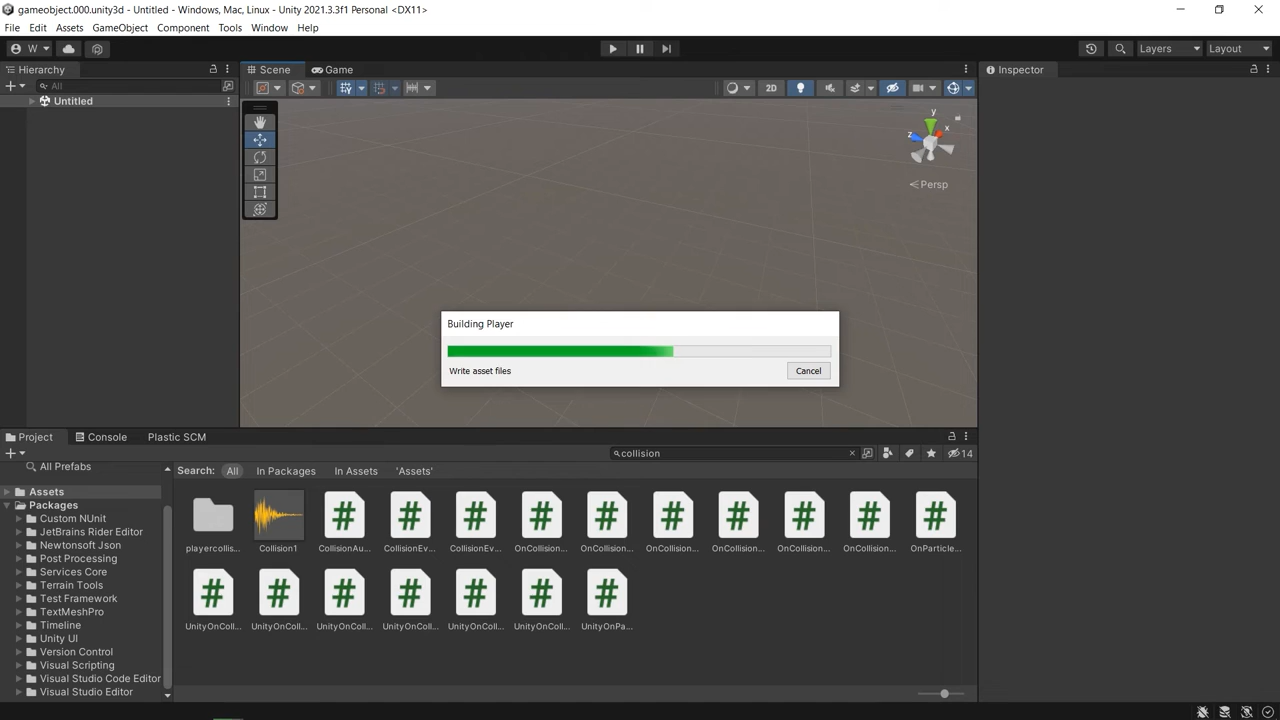 gameobject.000.unity3d - Untitled - Windows, Mac, Linux - Unity 2021.3.3f1 Personal <DX11>
File Edit Assets GameObject Component Tools Window Help
W Layers Layout
Hierarchy
All
Untitled
Scene Game
2D
y
x
z
Persp
Inspector
Building Player
Write asset files
Cancel
Project Console Plastic SCM
collision
14
All Prefabs
Assets
Packages
Custom NUnit
JetBrains Rider Editor
Newtonsoft Json
Post Processing
Services Core
Terrain Tools
Test Framework
TextMeshPro
Timeline
Unity UI
Version Control
Visual Scripting
Visual Studio Code Editor
Visual Studio Editor
Search: All In Packages In Assets 'Assets'
playercollis... Collision1 CollisionAu... CollisionEv... CollisionEv... OnCollision... OnCollision... OnCollision... OnCollision... OnCollision... OnCollision... OnParticle...
UnityOnColl... UnityOnColl... UnityOnColl... UnityOnColl... UnityOnColl... UnityOnColl... UnityOnPa...